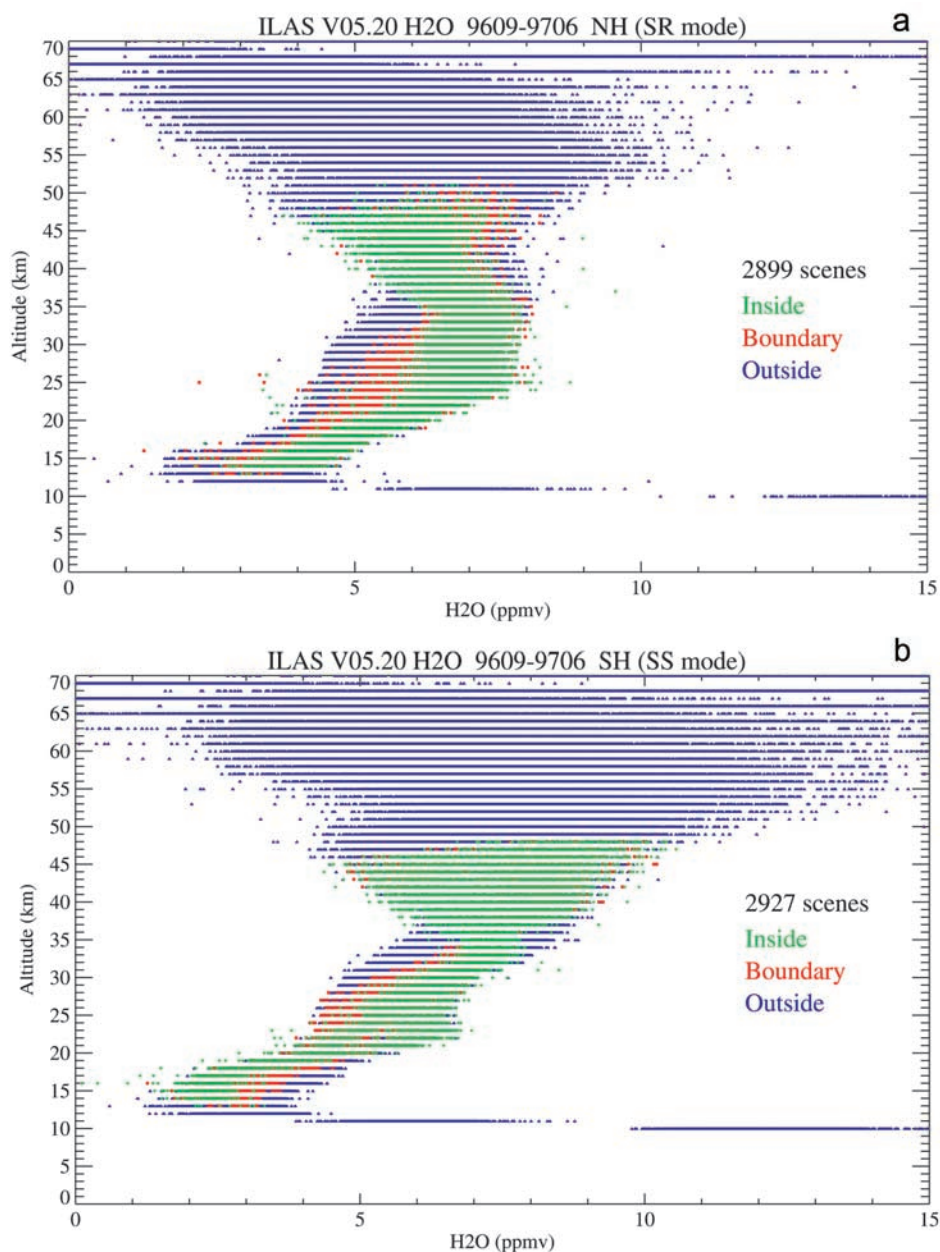 ILAS V05.20 H2O 9609-9706 NH (SR mode)
a
70
65
60
55
50
45
40
35
30
25
20
15
10
5
0
Altitude (km)
2899 scenes
Inside
Boundary
Outside
0 5 10 15
H2O (ppmv)
ILAS V05.20 H2O 9609-9706 SH (SS mode)
b
70
65
60
55
50
45
40
35
30
25
20
15
10
5
0
Altitude (km)
2927 scenes
Inside
Boundary
Outside
0 5 10 15
H2O (ppmv)